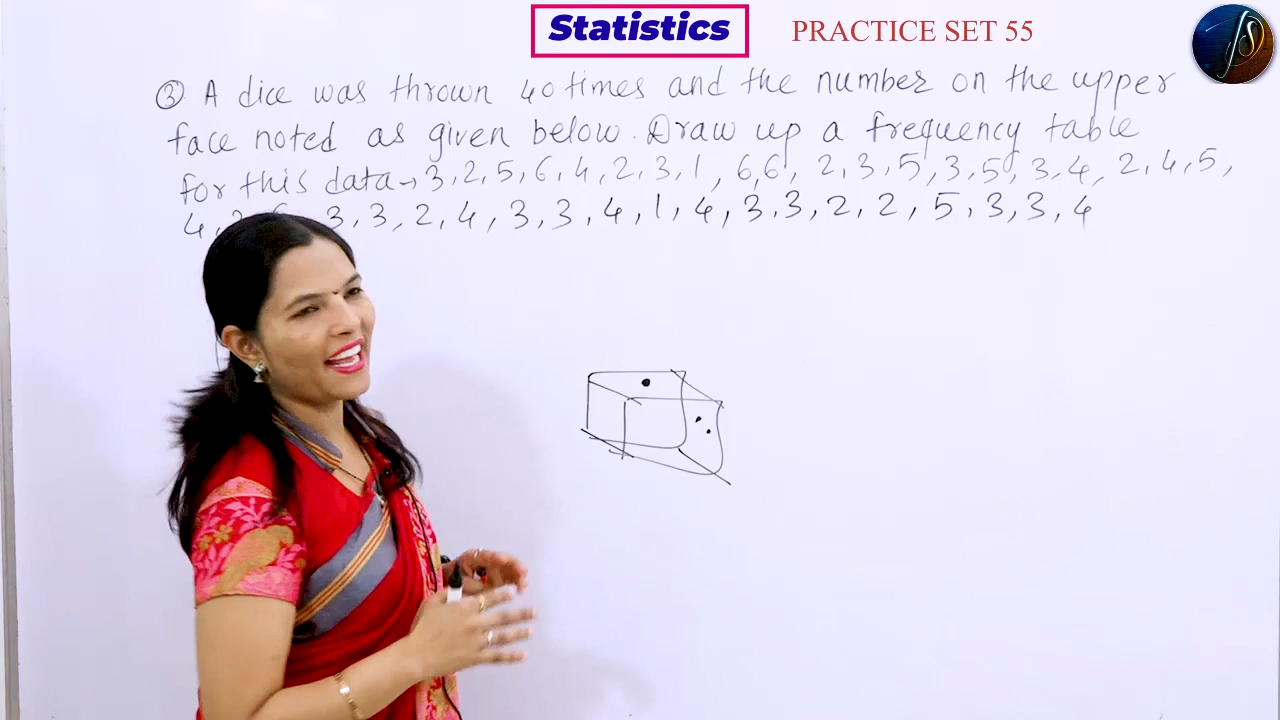 Statistics PRACTICE SET 55
③ A dice was thrown 40 times and the number on the upper
face noted as given below. Draw up a frequency table
for this data → 3, 2, 5, 6, 4, 2, 3, 1, 6, 6, 2, 3, 5, 3, 5, 3, 4, 2, 4, 5,
4, 3, 3, 2, 4, 3, 3, 4, 1, 4, 3, 3, 2, 2, 5, 3, 3, 4